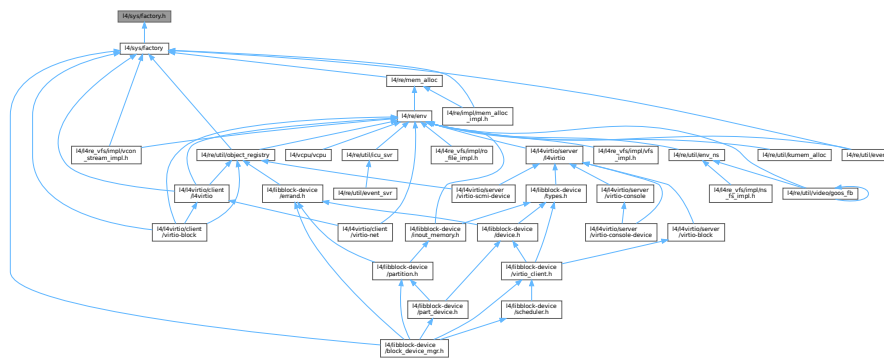 l4/sys/factory.h
l4/sys/factory
l4/re/mem_alloc
l4/re/env
l4/re/impl/mem_alloc
_impl.h
l4/l4re_vfs/impl/vcon
_stream_impl.h
l4/re/util/object_registry
l4/vcpu/vcpu
l4/re/util/icu_svr
l4/l4re_vfs/impl/ro
_file_impl.h
l4/l4virtio/server
/l4virtio
l4/l4re_vfs/impl/vfs
_impl.h
l4/re/util/env_ns
l4/re/util/kumem_alloc
l4/re/util/event
l4/l4virtio/client
/l4virtio
l4/libblock-device
/errand.h
l4/re/util/event_svr
l4/l4virtio/server
/virtio-scmi-device
l4/libblock-device
/types.h
l4/l4virtio/server
/virtio-console
l4/l4re_vfs/impl/ns
_fs_impl.h
l4/re/util/video/goos_fb
l4/l4virtio/client
/virtio-block
l4/l4virtio/client
/virtio-net
l4/libblock-device
/inout_memory.h
l4/libblock-device
/device.h
l4/l4virtio/server
/virtio-console-device
l4/l4virtio/server
/virtio-block
l4/libblock-device
/partition.h
l4/libblock-device
/virtio_client.h
l4/libblock-device
/part_device.h
l4/libblock-device
/scheduler.h
l4/libblock-device
/block_device_mgr.h